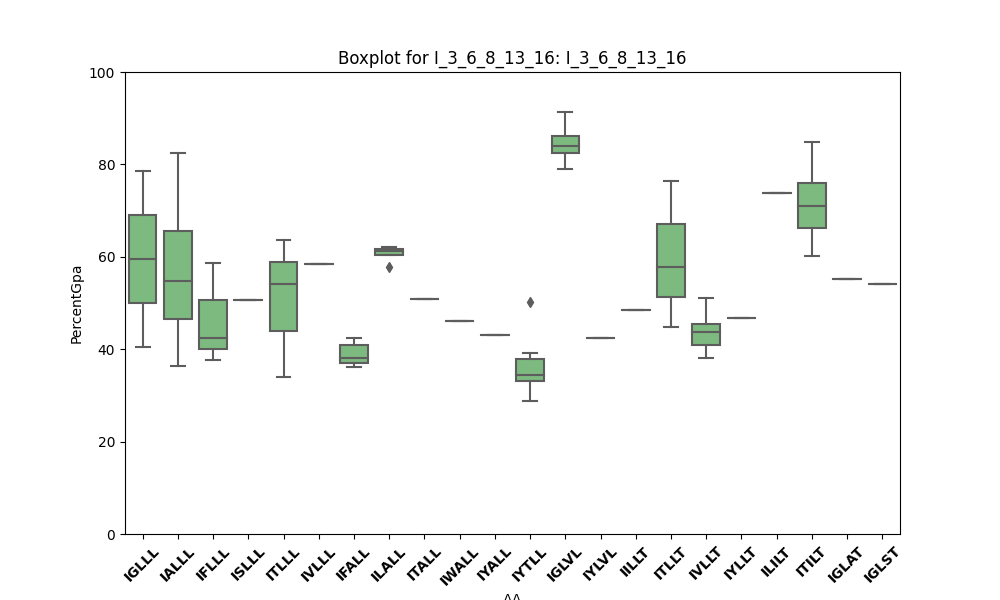 Boxplot for I_3_6_8_13_16: I_3_6_8_13_16
100
80
60
40
20
0
PercentGpa
IGLLL
IALLL
IFLLL
ISLLL
ITLLL
IVLLL
IFALL
ILALL
ITALL
IWALL
IYALL
IYTLL
IGLVL
IYLVL
IILLT
ITLLT
IVLLT
IYLLT
ILILT
ITILT
IGLAT
IGLST
AA